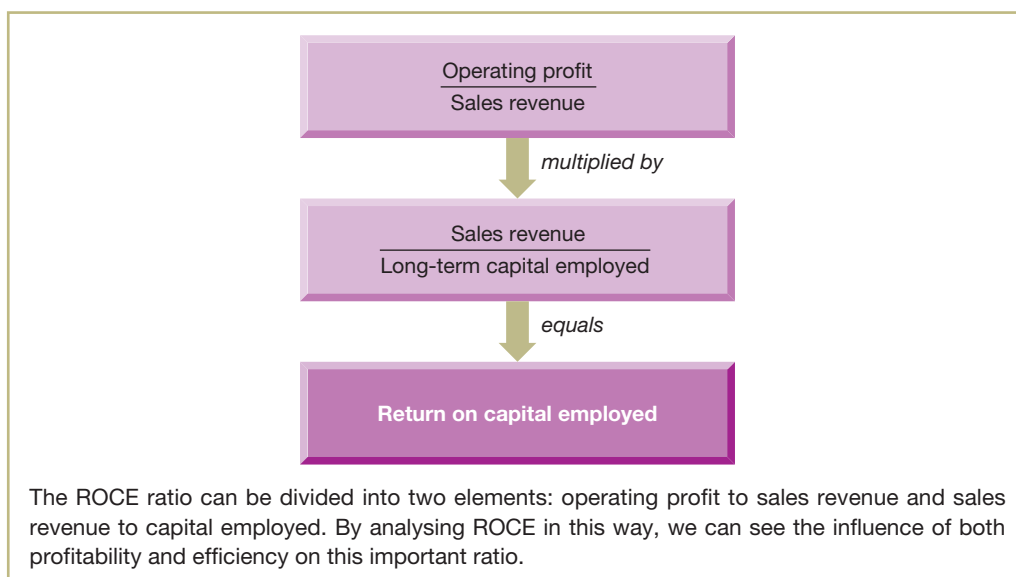 Operating profit
Sales revenue
multiplied by
Sales revenue
Long-term capital employed
equals
Return on capital employed
The ROCE ratio can be divided into two elements: operating profit to sales revenue and sales
revenue to capital employed. By analysing ROCE in this way, we can see the influence of both
profitability and efficiency on this important ratio.